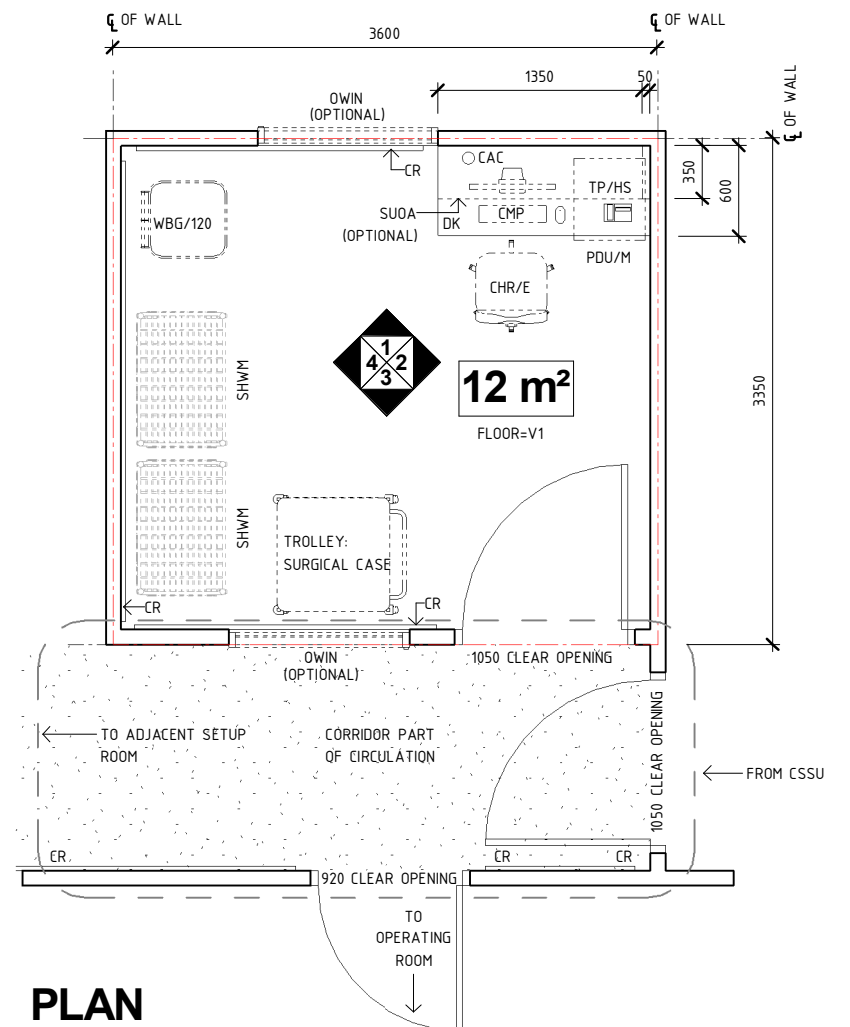 ℄ OF WALL
℄ OF WALL
3600
1350
50
℄ OF WALL
OWIN
(OPTIONAL)
CAC
CR
TP/HS
350
600
WBG/120
SUOA
(OPTIONAL)
DK
CMP
PDU/M
CHR/E
SHWM
1
4
2
3
12 m²
FLOOR=V1
3350
SHWM
TROLLEY:
SURGICAL CASE
CR
CR
OWIN
(OPTIONAL)
1050 CLEAR OPENING
TO ADJACENT SETUP
ROOM
CORRIDOR PART
OF CIRCULATION
1050 CLEAR OPENING
FROM CSSU
CR
CR
CR
920 CLEAR OPENING
TO
OPERATING
ROOM
PLAN